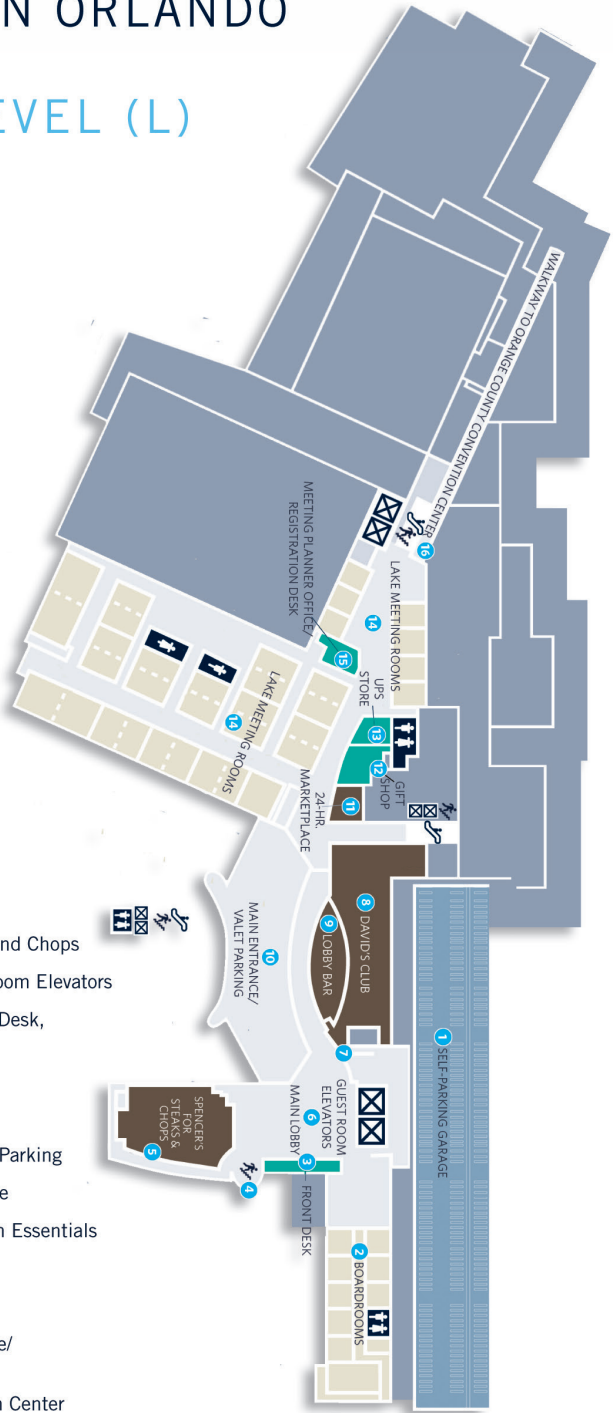 N ORLANDO
EVEL (L)
WALKWAY TO ORANGE COUNTY CONVENTION CENTER
16
MEETING PLANNER OFFICE/
REGISTRATION DESK
LAKE MEETING ROOMS
14
15
UPS
STORE
13
LAKE MEETING ROOMS
14
12
GIFT
SHOP
11
24-HR.
MARKETPLACE
8 DAVID'S CLUB
9 LOBBY BAR
10
MAIN ENTRANCE/
VALET PARKING
7
1 SELF-PARKING GARAGE
GUEST ROOM
ELEVATORS
6
MAIN LOBBY
SPENCER'S
FOR
STEAKS &
CHOPS
5
3
FRONT DESK
4
2 BOARDROOMS
nd Chops
oom Elevators
Desk,
Parking
e
n Essentials
e/
n Center